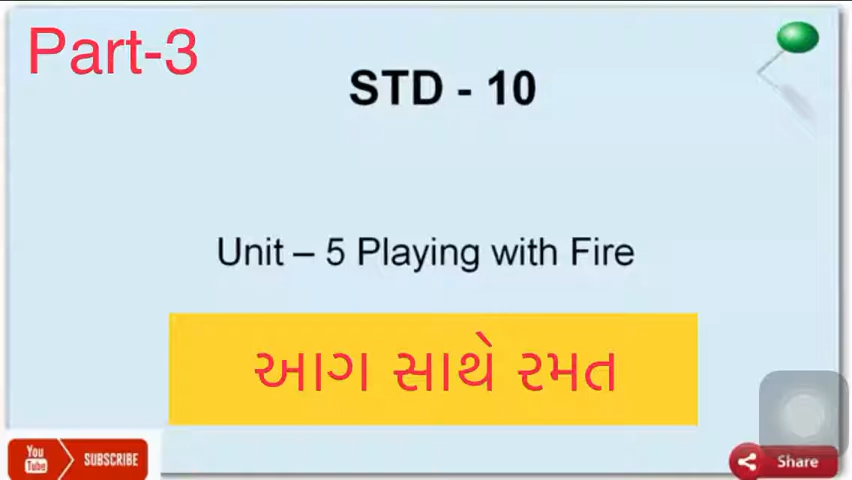 Part-3
STD - 10
Unit – 5 Playing with Fire
આગ સાથે રમત
You
Tube
SUBSCRIBE
Share